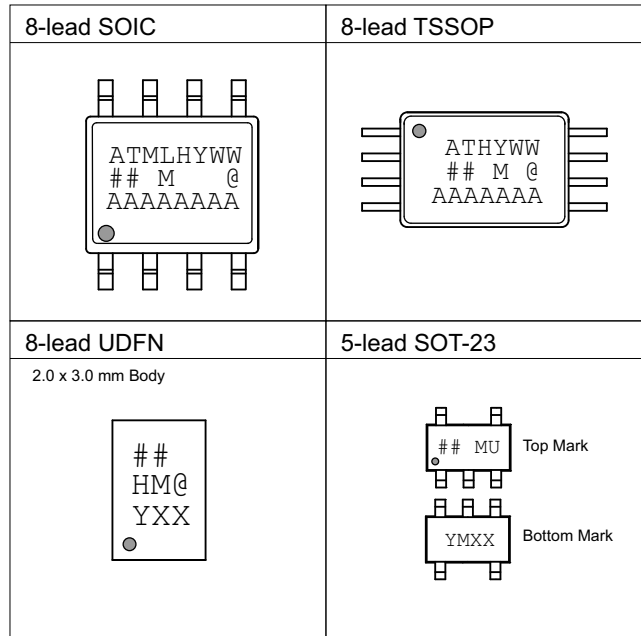 8-lead SOIC
ATMLHYWW
## M @
AAAAAAAA
8-lead TSSOP
ATHYWW
## M @
AAAAAAA
8-lead UDFN
2.0 x 3.0 mm Body
##
HM@
YXX
5-lead SOT-23
## MU
Top Mark
YMXX
Bottom Mark